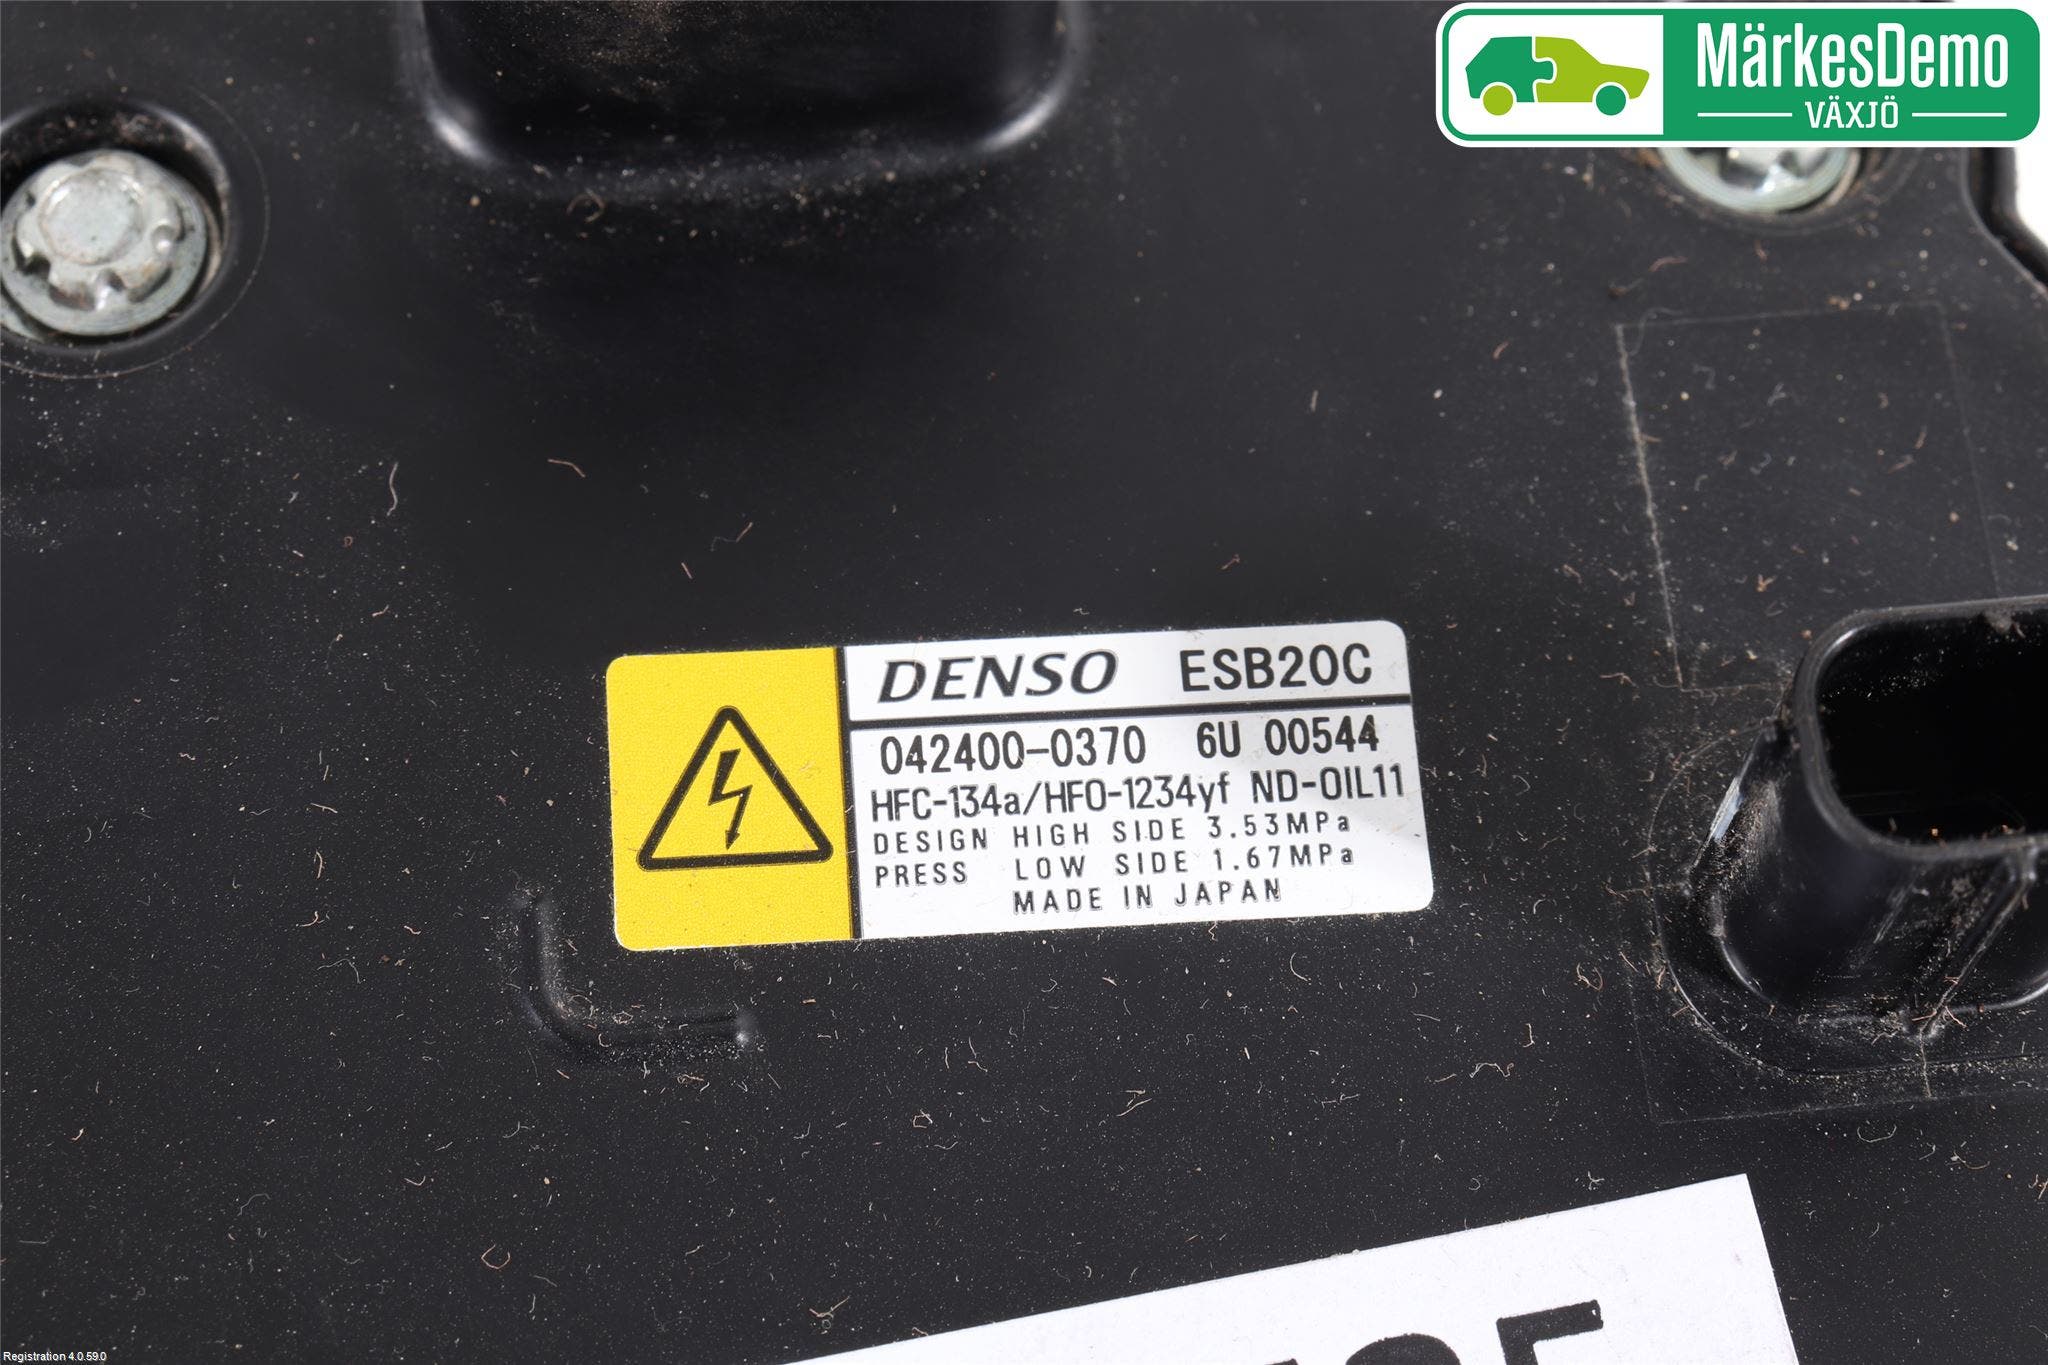 MärkesDemo
VÄXJÖ
DENSO ESB20C
042400-0370 6U 00544
HFC-134a/HFO-1234yf ND-OIL11
DESIGN HIGH SIDE 3.53MPa
PRESS LOW SIDE 1.67MPa
MADE IN JAPAN
Registration 4.0.59.0